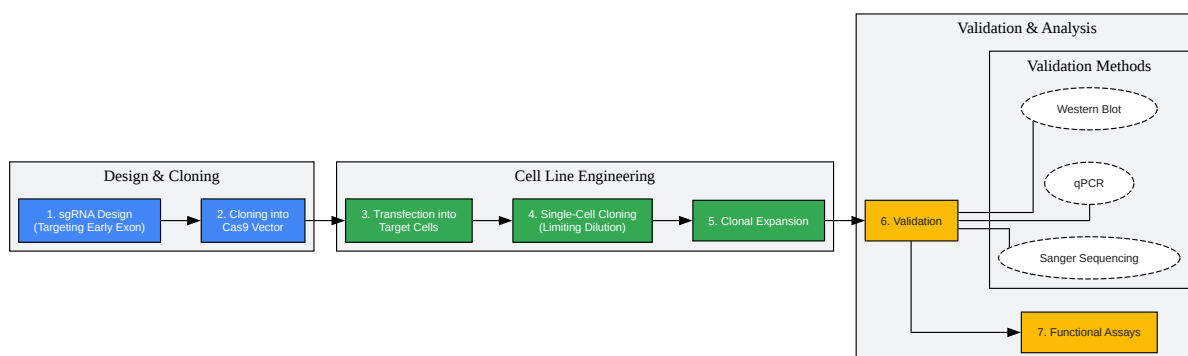 Validation & Analysis
Validation Methods
Western Blot
Design & Cloning
Cell Line Engineering
qPCR
1. sgRNA Design
(Targeting Early Exon)
2. Cloning into
Cas9 Vector
3. Transfection into
Target Cells
4. Single-Cell Cloning
(Limiting Dilution)
5. Clonal Expansion
6. Validation
Sanger Sequencing
7. Functional Assays